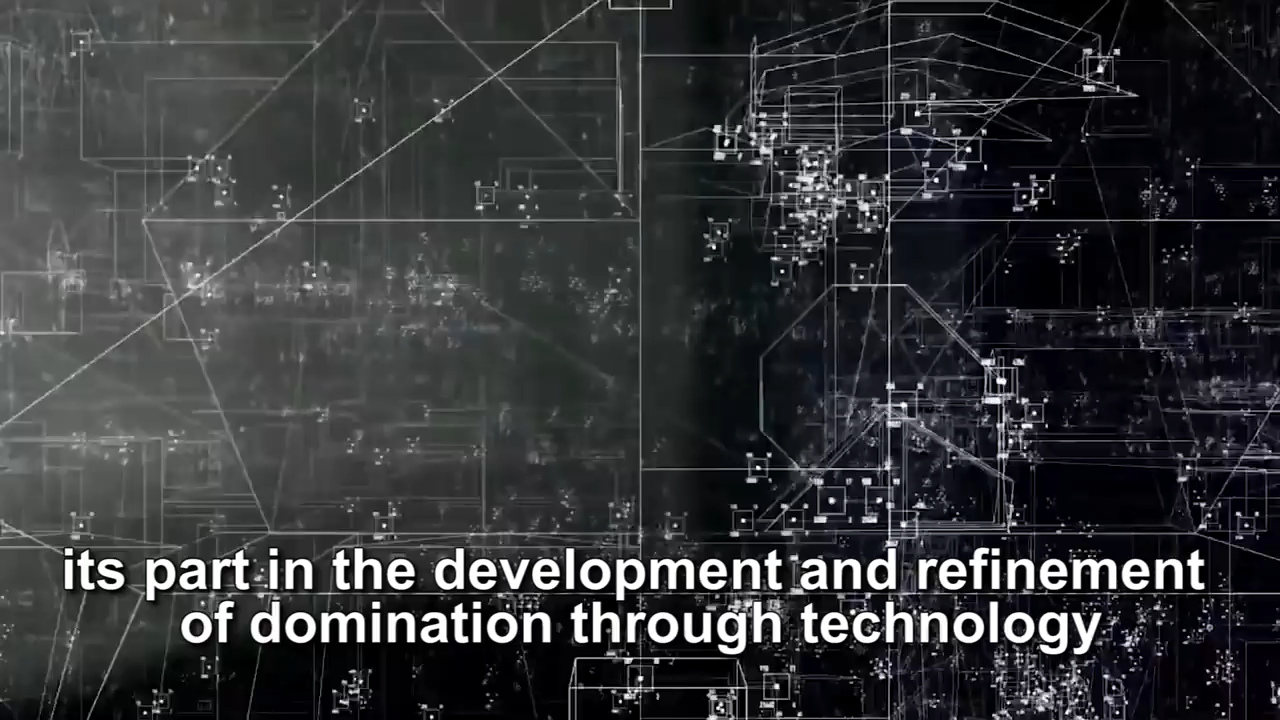 its part in the development and refinement
of domination through technology